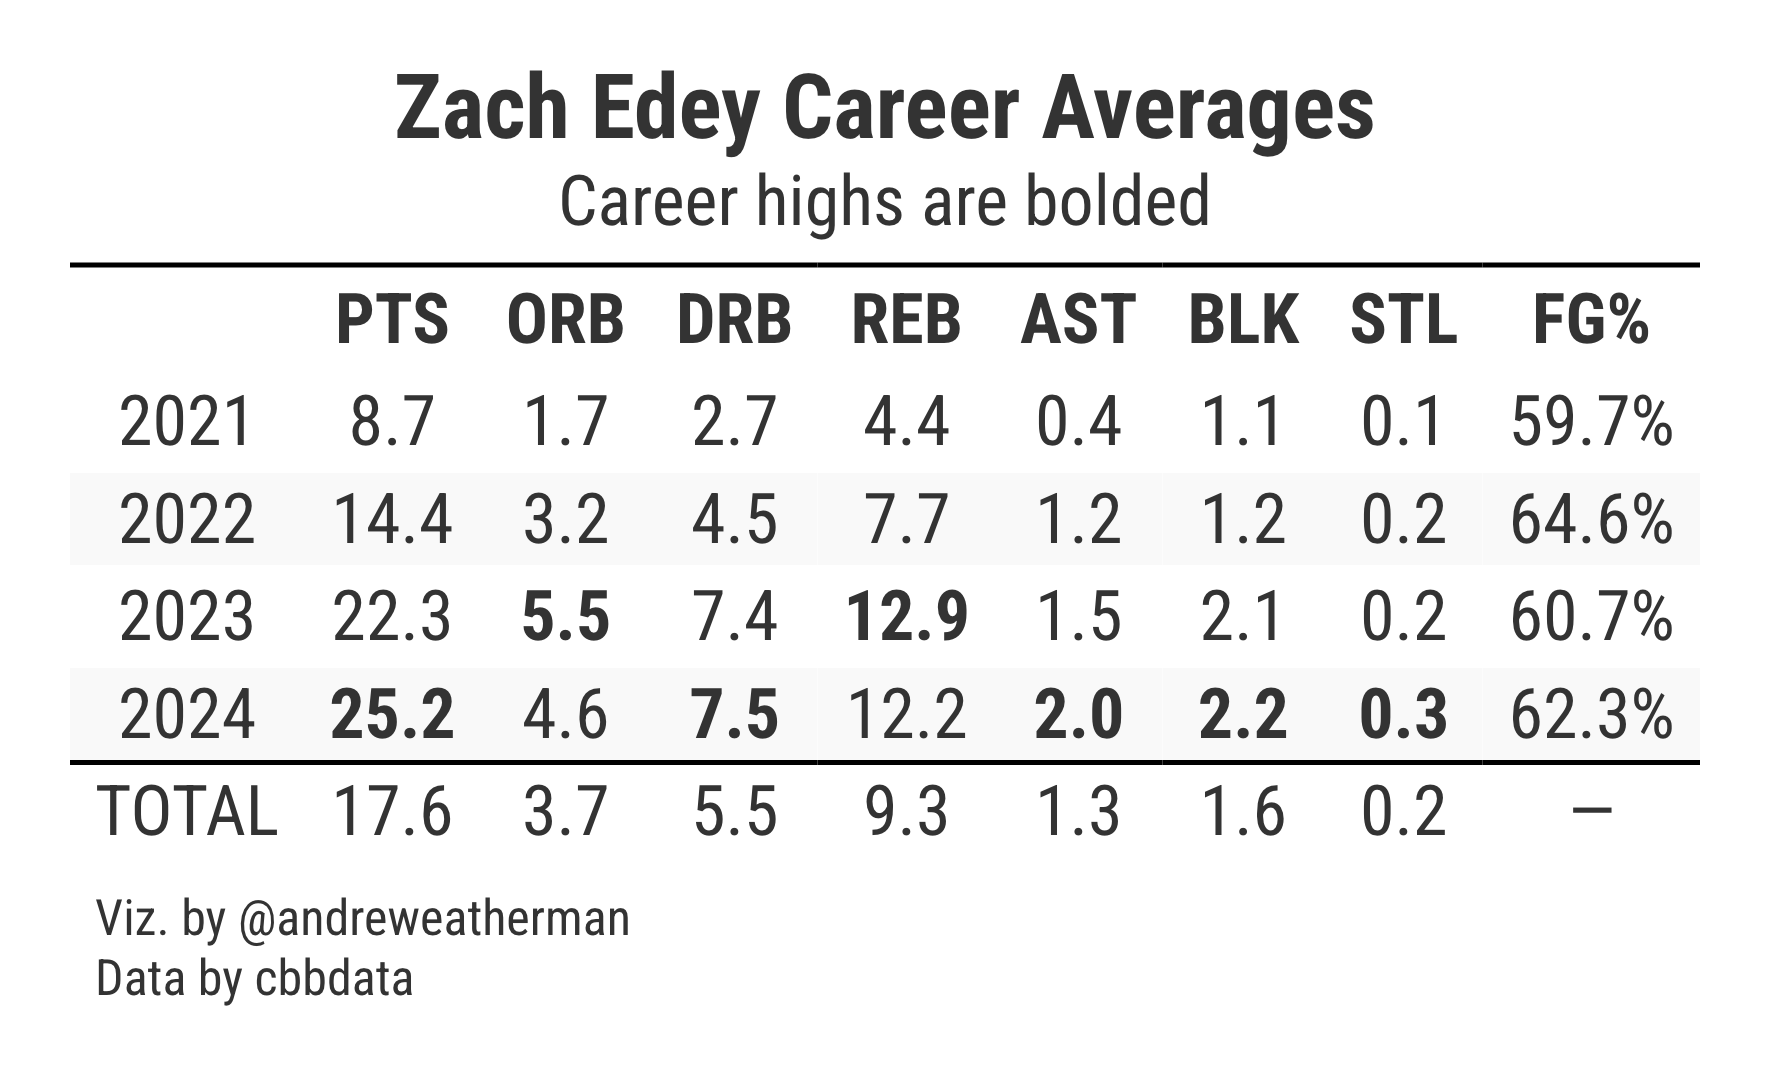 Zach Edey Career Averages
Career highs are bolded
PTS ORB DRB REB AST BLK STL FG%
2021 8.7 1.7 2.7 4.4 0.4 1.1 0.1 59.7%
2022 14.4 3.2 4.5 7.7 1.2 1.2 0.2 64.6%
2023 22.3 5.5 7.4 12.9 1.5 2.1 0.2 60.7%
2024 25.2 4.6 7.5 12.2 2.0 2.2 0.3 62.3%
TOTAL 17.6 3.7 5.5 9.3 1.3 1.6 0.2 —
Viz. by @andreweatherman
Data by cbbdata